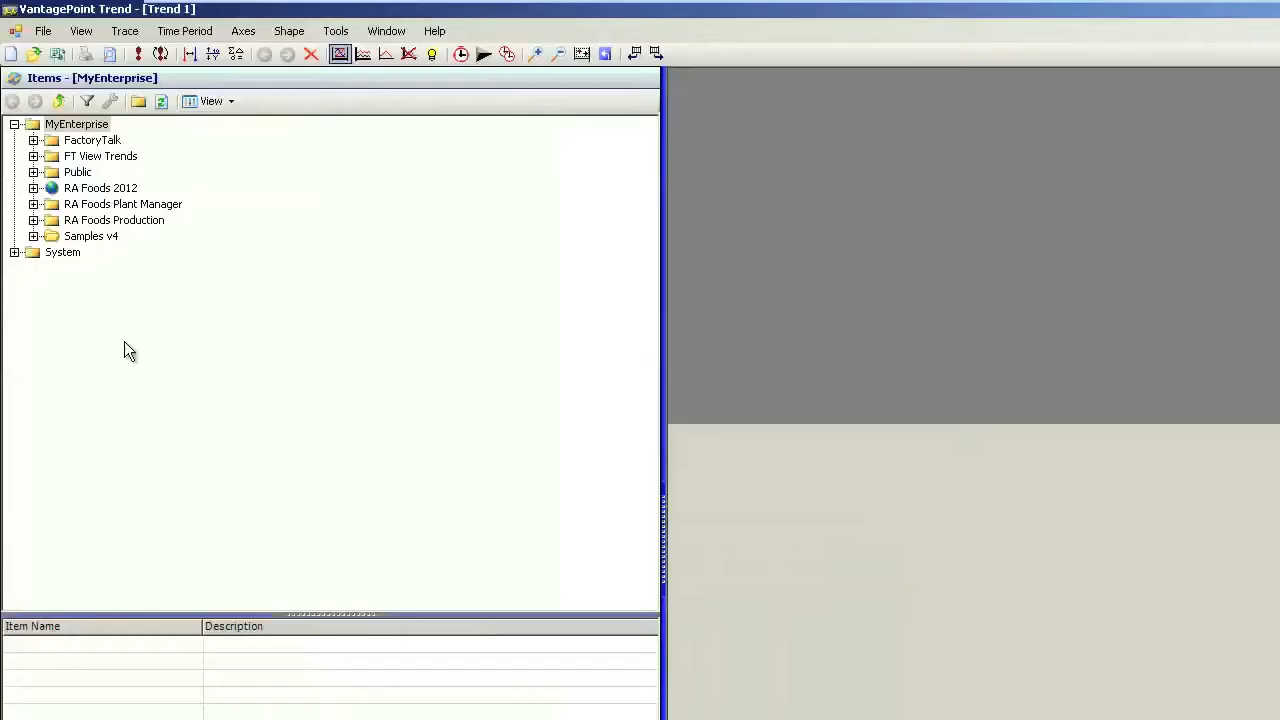 VantagePoint Trend - [Trend 1]
File View Trace Time Period Axes Shape Tools Window Help
Items - [MyEnterprise]
View
MyEnterprise
FactoryTalk
FT View Trends
Public
RA Foods 2012
RA Foods Plant Manager
RA Foods Production
Samples v4
System
Item Name Description